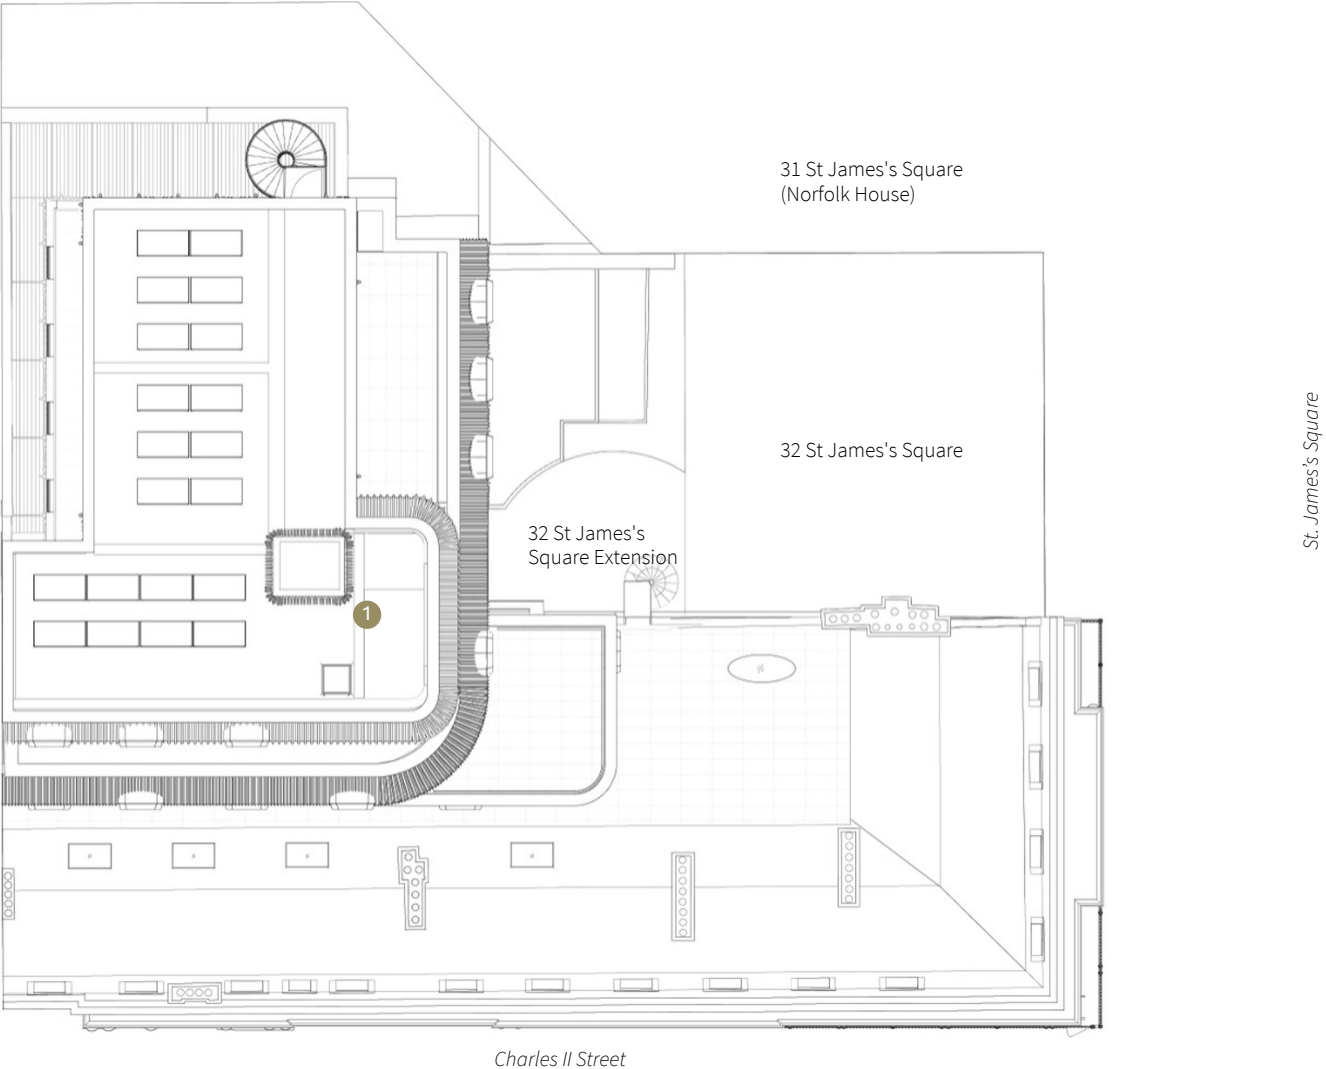 31 St James's Square
(Norfolk House)
St. James's Square
32 St James's Square
32 St James's
Square Extension
1
Charles II Street